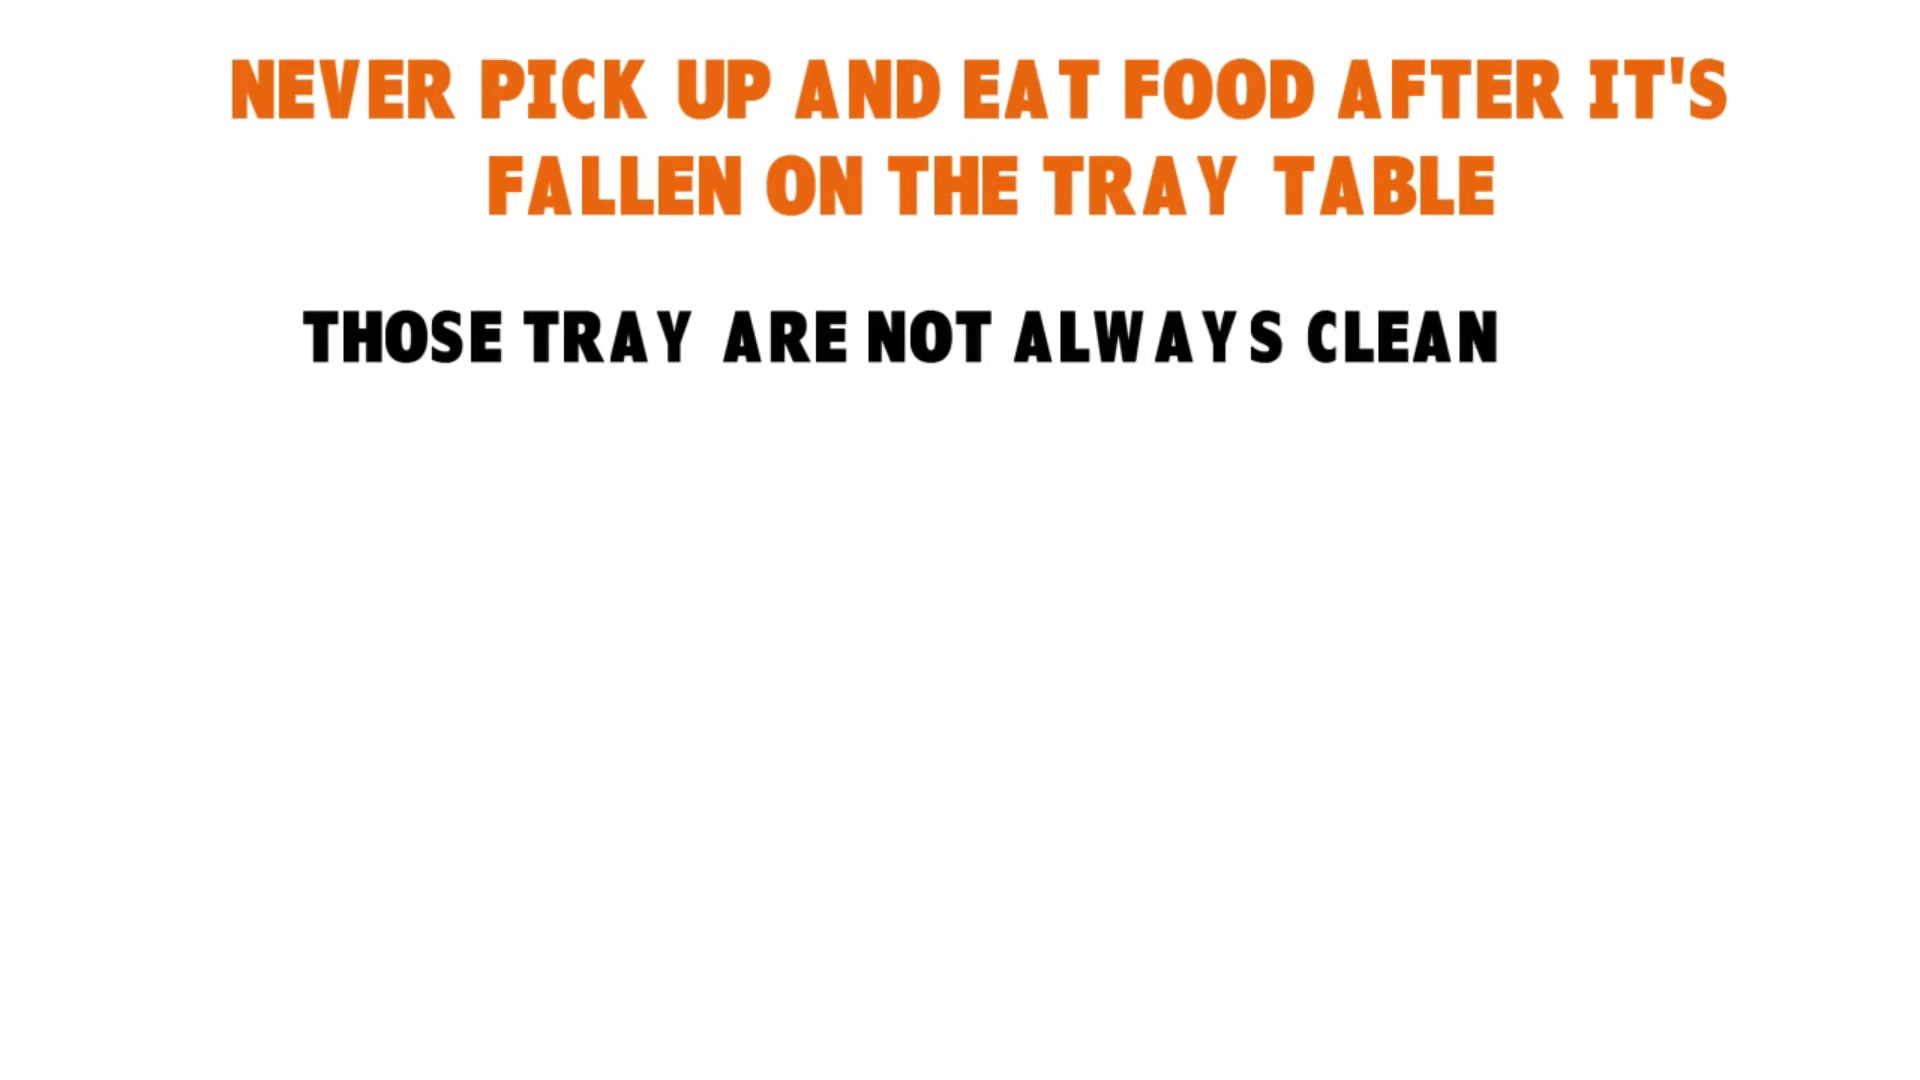 NEVER PICK UP AND EAT FOOD AFTER IT'S
FALLEN ON THE TRAY TABLE
THOSE TRAY ARE NOT ALWAYS CLEAN